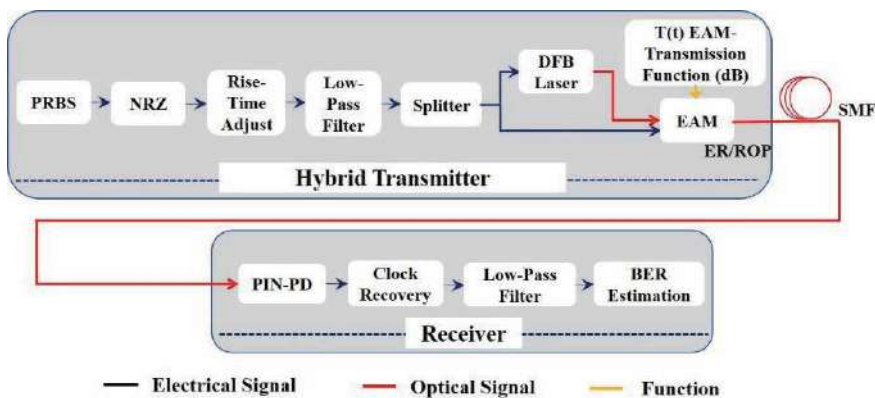 PRBS
NRZ
Rise-
Time
Adjust
Low-
Pass
Filter
Splitter
DFB
Laser
T(t) EAM-
Transmission
Function (dB)
EAM
ER/ROP
SMF
Hybrid Transmitter
PIN-PD
Clock
Recovery
Low-Pass
Filter
BER
Estimation
Receiver
Electrical Signal
Optical Signal
Function